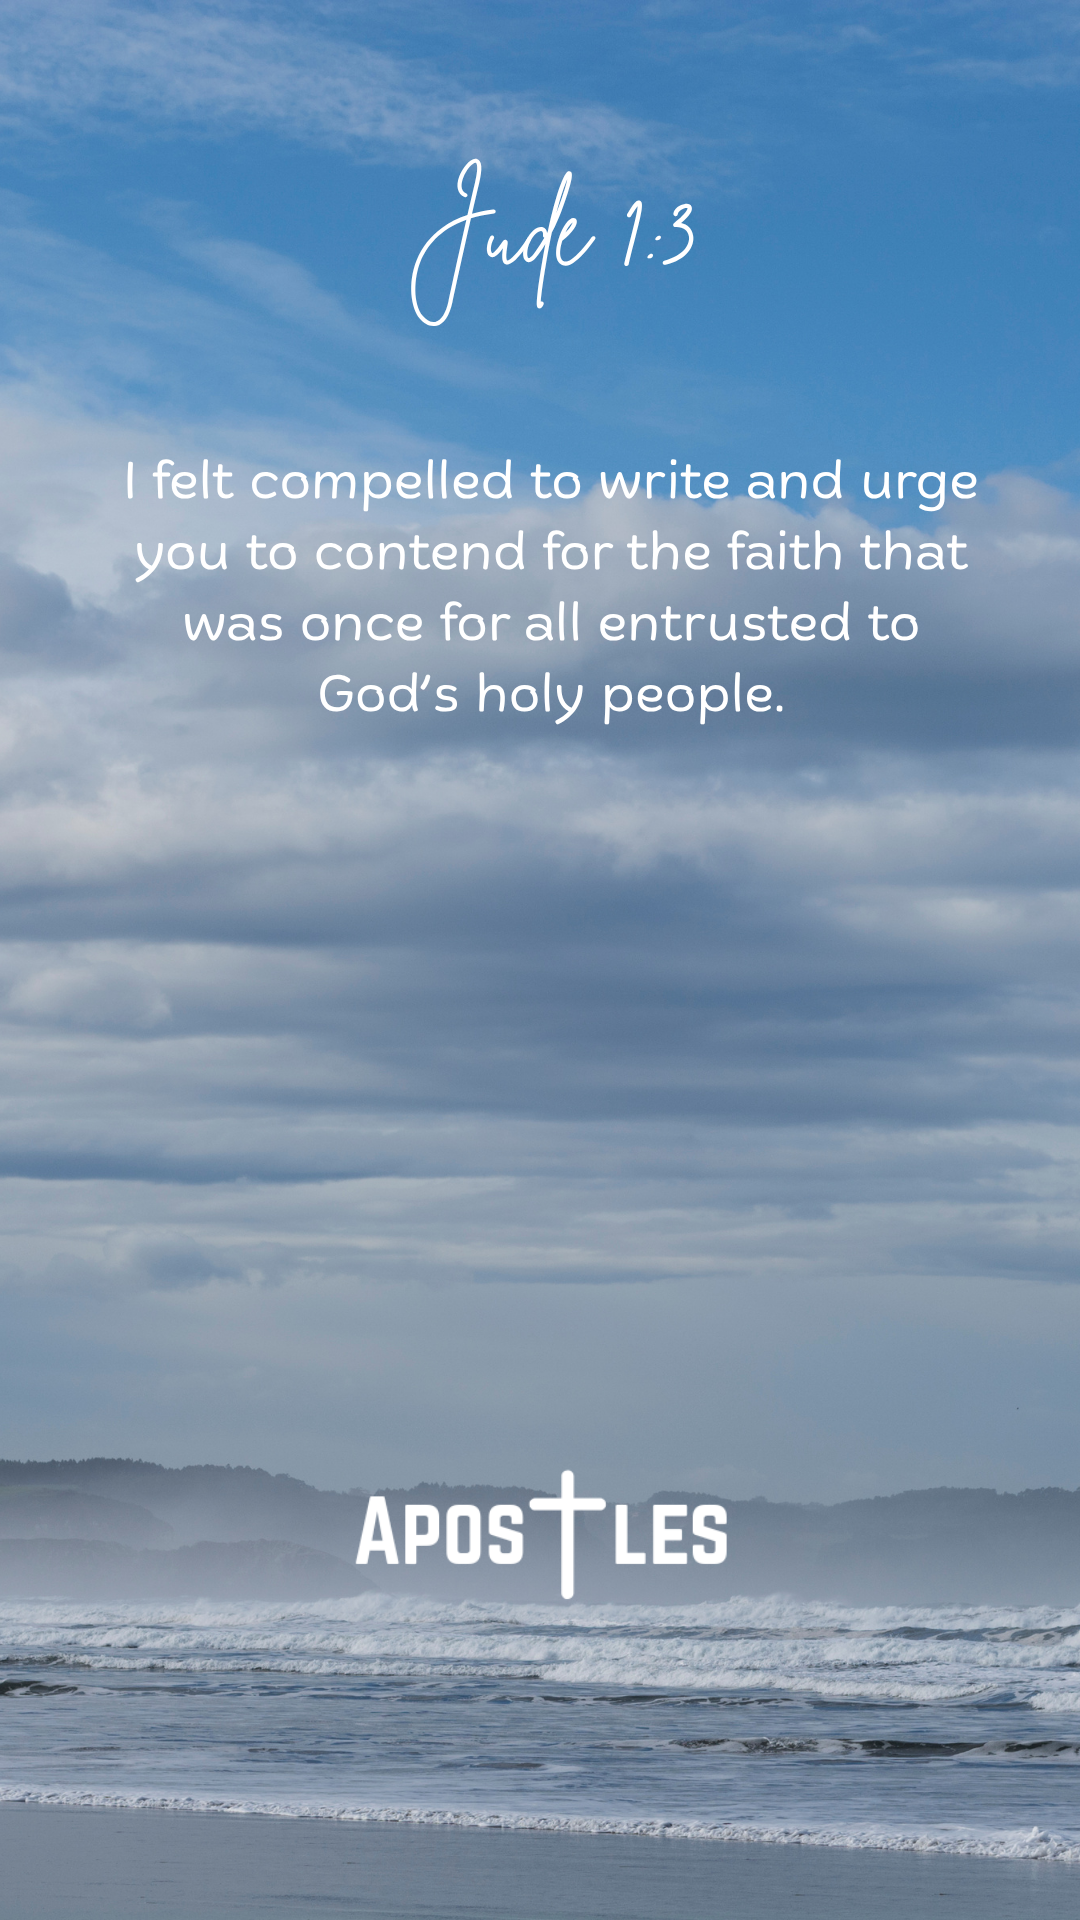 Jude 1:3
I felt compelled to write and urge
you to contend for the faith that
was once for all entrusted to
God's holy people.
APOSTLES